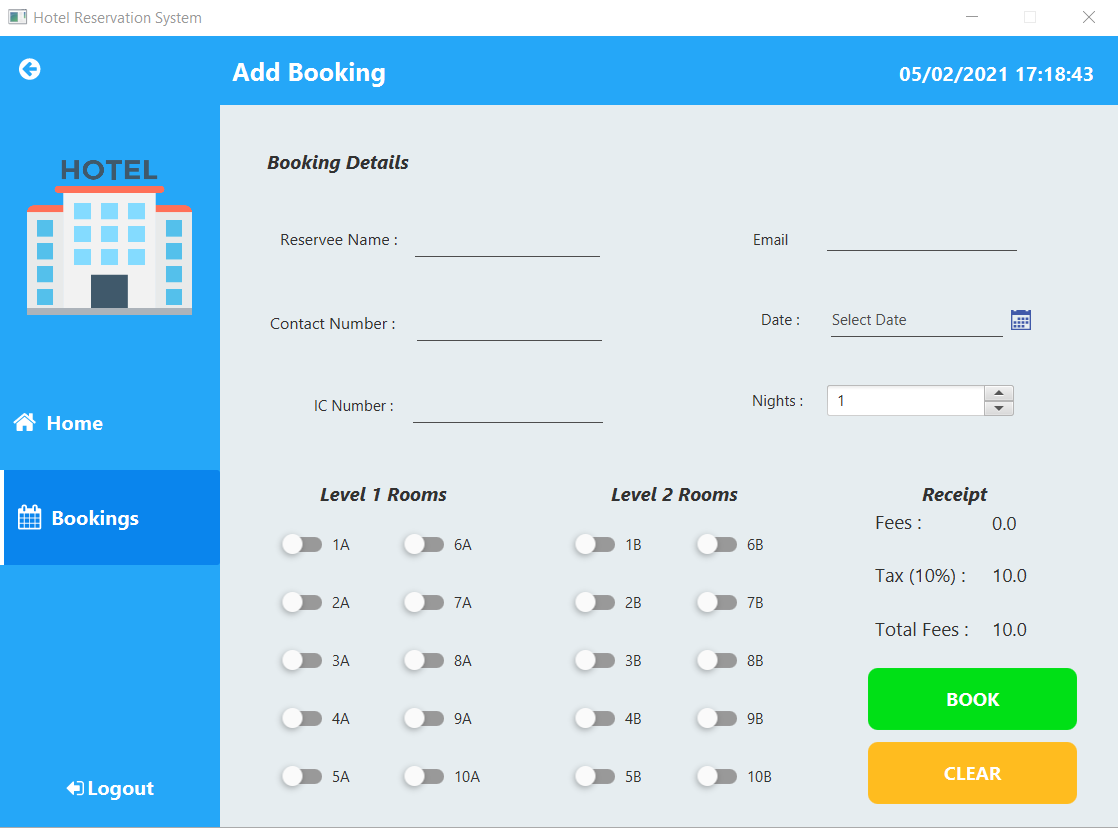 Hotel Reservation System
Add Booking
05/02/2021 17:18:43
HOTEL
Home
Bookings
Logout
Booking Details
Reservee Name :
Email
Contact Number :
Date : Select Date
IC Number :
Nights : 1
Level 1 Rooms
1A 6A
2A 7A
3A 8A
4A 9A
5A 10A
Level 2 Rooms
1B 6B
2B 7B
3B 8B
4B 9B
5B 10B
Receipt
Fees : 0.0
Tax (10%) : 10.0
Total Fees : 10.0
BOOK
CLEAR